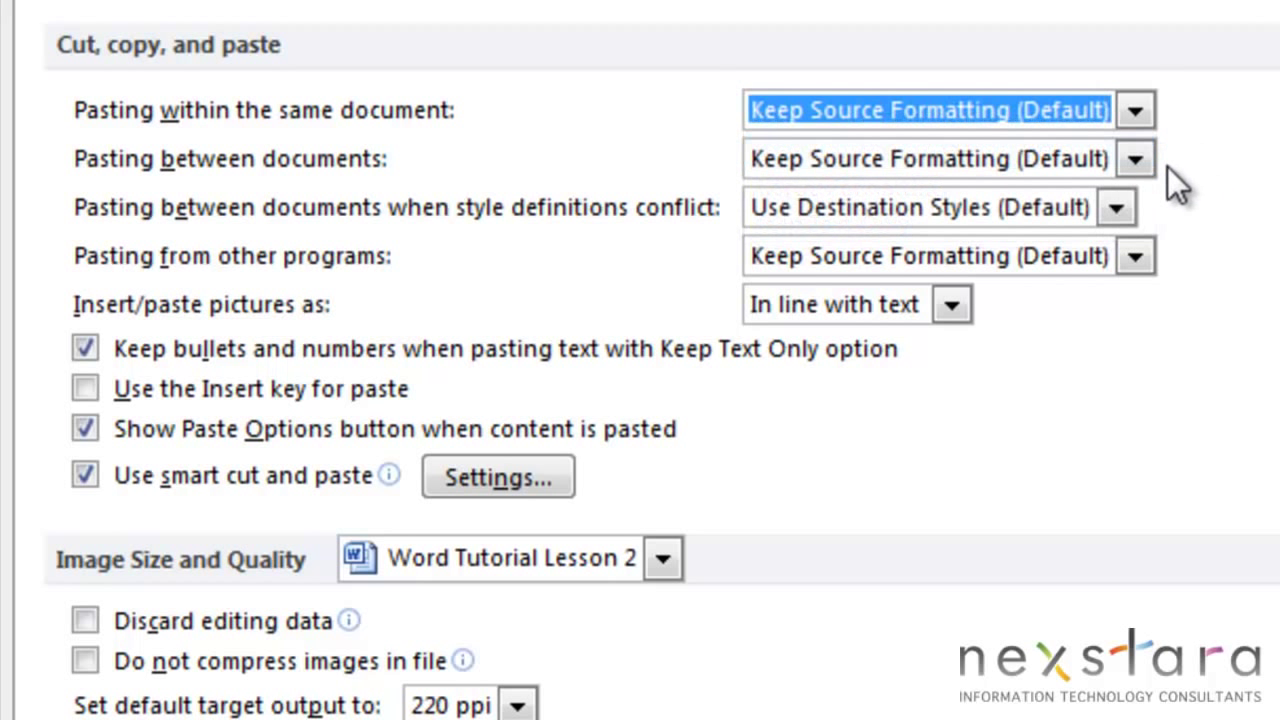 Cut, copy, and paste
Pasting within the same document: Keep Source Formatting (Default)
Pasting between documents: Keep Source Formatting (Default)
Pasting between documents when style definitions conflict: Use Destination Styles (Default)
Pasting from other programs: Keep Source Formatting (Default)
Insert/paste pictures as: In line with text
Keep bullets and numbers when pasting text with Keep Text Only option
Use the Insert key for paste
Show Paste Options button when content is pasted
Use smart cut and paste Settings...
Image Size and Quality Word Tutorial Lesson 2
Discard editing data
Do not compress images in file
Set default target output to: 220 ppi
nexstara
INFORMATION TECHNOLOGY CONSULTANTS